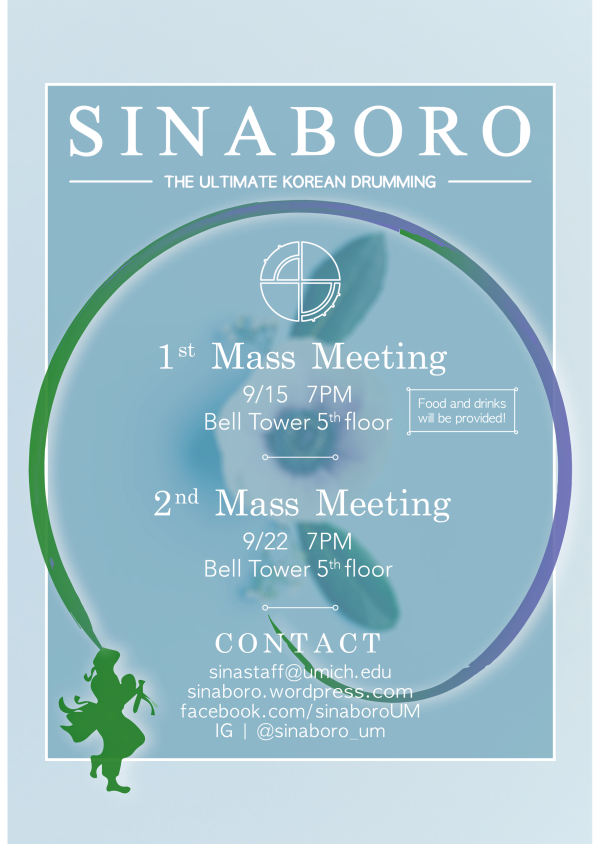 SINABORO
THE ULTIMATE KOREAN DRUMMING
1st Mass Meeting
9/15 7PM
Bell Tower 5th floor
Food and drinks
will be provided!
2nd Mass Meeting
9/22 7PM
Bell Tower 5th floor
CONTACT
sinastaff@umich.edu
sinaboro.wordpress.com
facebook.com/sinaboroUM
IG | @sinaboro_um